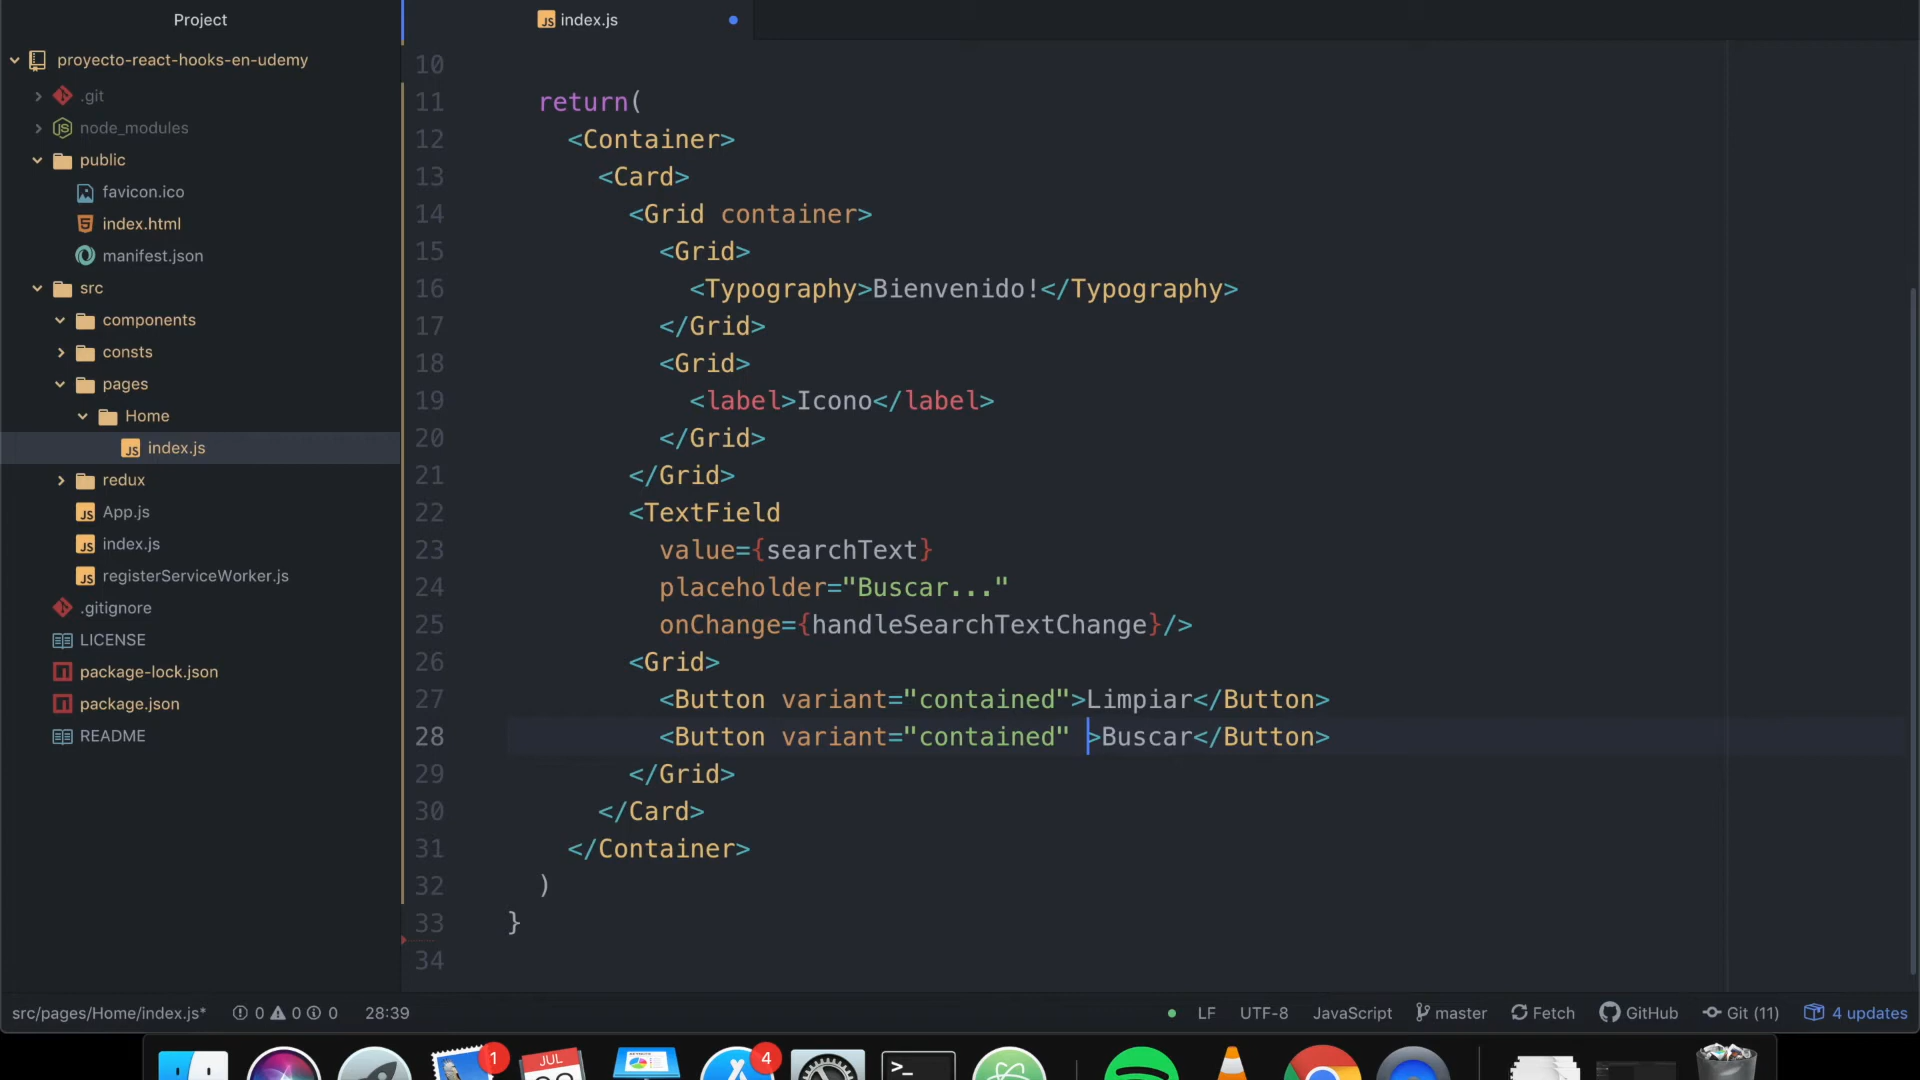 Project
index.js
proyecto-react-hooks-en-udemy
.git
node_modules
public
favicon.ico
index.html
manifest.json
src
components
consts
pages
Home
index.js
redux
App.js
index.js
registerServiceWorker.js
.gitignore
LICENSE
package-lock.json
package.json
README
10
11 return(
12 <Container>
13 <Card>
14 <Grid container>
15 <Grid>
16 <Typography>Bienvenido!</Typography>
17 </Grid>
18 <Grid>
19 <label>Icono</label>
20 </Grid>
21 </Grid>
22 <TextField
23 value={searchText}
24 placeholder="Buscar..."
25 onChange={handleSearchTextChange}/>
26 <Grid>
27 <Button variant="contained">Limpiar</Button>
28 <Button variant="contained" >Buscar</Button>
29 </Grid>
30 </Card>
31 </Container>
32 )
33 }
34
src/pages/Home/index.js* 0 0 0 28:39 LF UTF-8 JavaScript master Fetch GitHub Git (11) 4 updates
1 JUL 4 >_